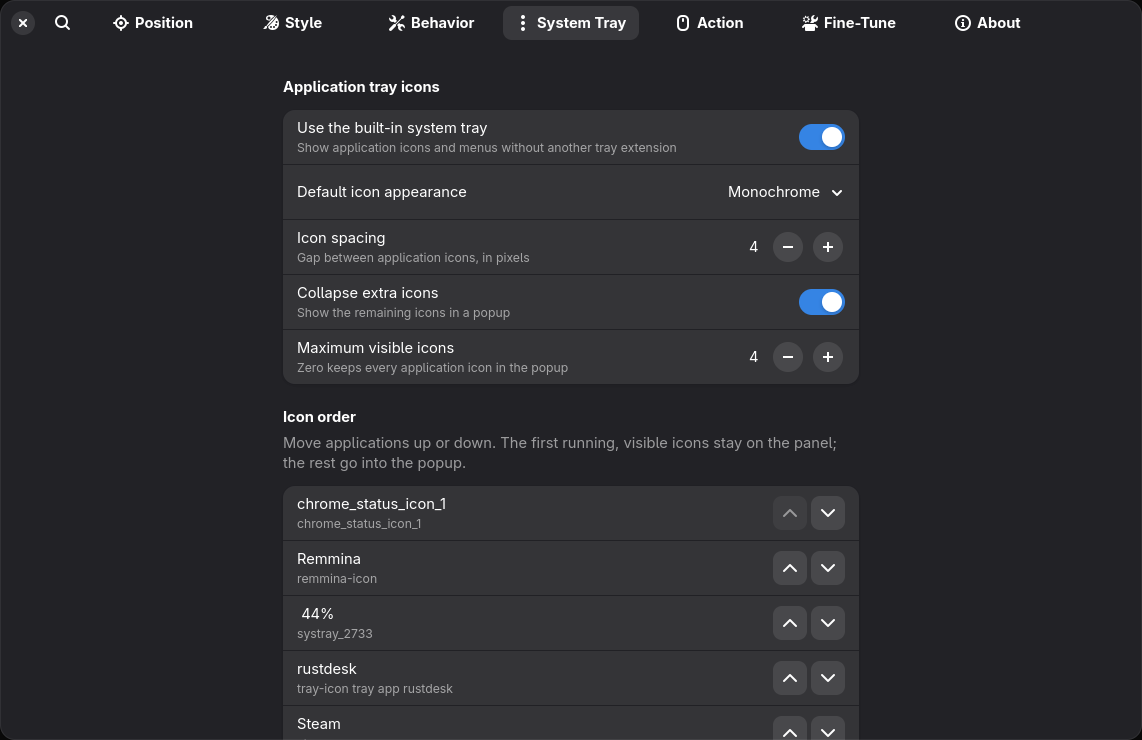 Position
Style
Behavior
System Tray
Action
Fine-Tune
About
Application tray icons
Use the built-in system tray
Show application icons and menus without another tray extension
Default icon appearance
Monochrome
Icon spacing
Gap between application icons, in pixels
4
Collapse extra icons
Show the remaining icons in a popup
Maximum visible icons
Zero keeps every application icon in the popup
4
Icon order
Move applications up or down. The first running, visible icons stay on the panel;
the rest go into the popup.
chrome_status_icon_1
chrome_status_icon_1
Remmina
remmina-icon
44%
systray_2733
rustdesk
tray-icon tray app rustdesk
Steam